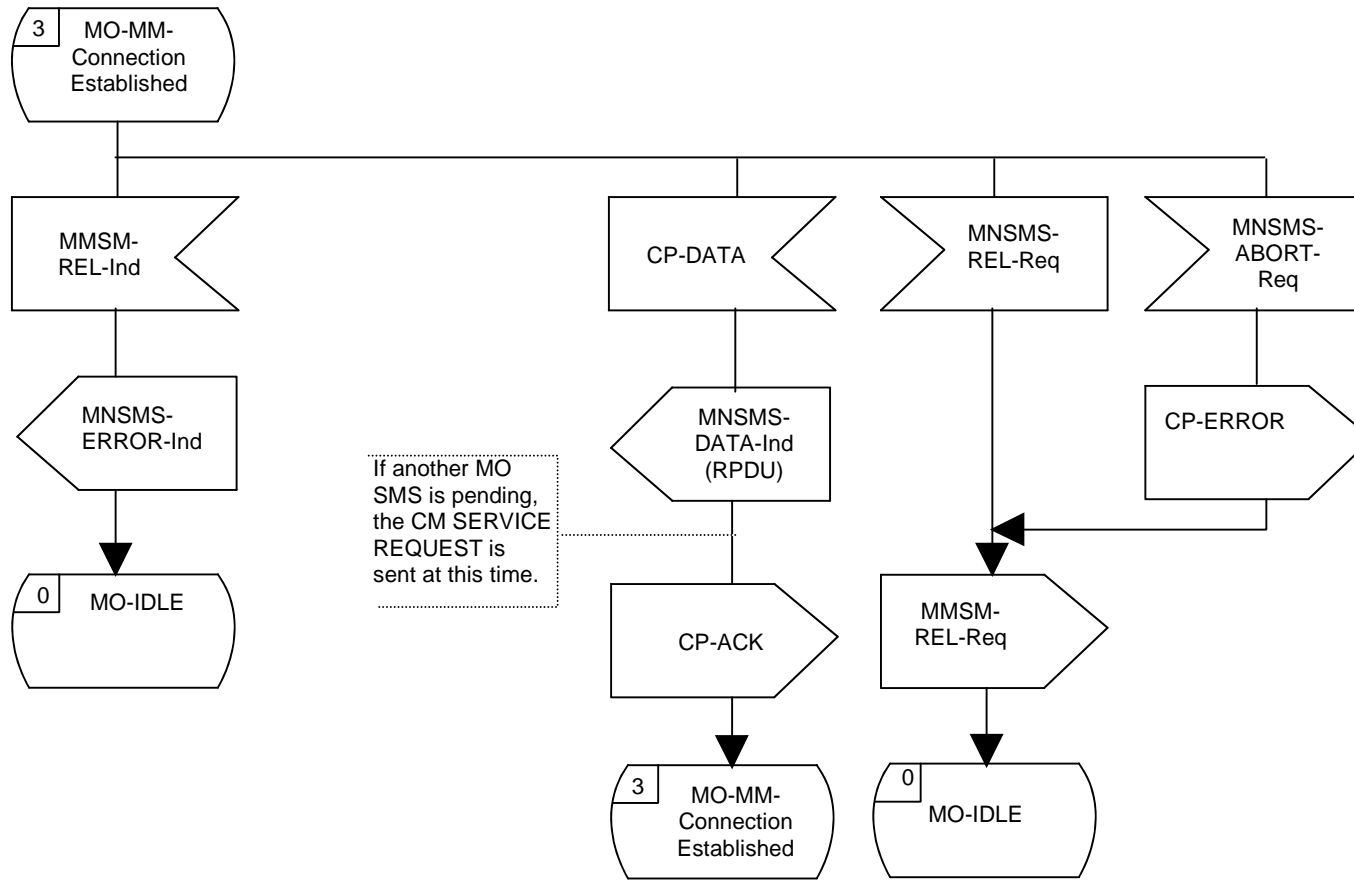 3
MO-MM-
Connection
Established
MMSM-
REL-Ind
CP-DATA
MNSMS-
REL-Req
MNSMS-
ABORT-
Req
MNSMS-
ERROR-Ind
MNSMS-
DATA-Ind
(RPDU)
CP-ERROR
If another MO
SMS is pending,
the CM SERVICE
REQUEST is
sent at this time.
0
MO-IDLE
CP-ACK
MMSM-
REL-Req
3
MO-MM-
Connection
Established
0
MO-IDLE